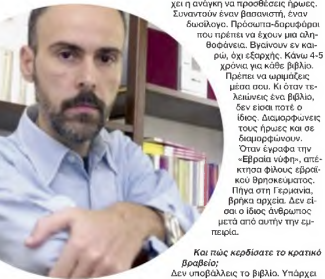 χει η ανάγκη να προσθέσεις ήρωες.
Συναντούν έναν βασανιστή, έναν
δωσίλογο. Πρόσωπα-δορυφόροι
που πρέπει να έχουν μια αλη-
θοφάνεια. Βγαίνουν εν και-
ρώ, όχι εξαρχής. Κάνω 4-5
χρόνια για κάθε βιβλίο.
Πρέπει να ωριμάζεις
μέσα σου. Κι όταν τε-
λειώνεις ένα βιβλίο,
δεν είσαι ποτέ ο
ίδιος. Διαμορφώνεις
τους ήρωες και σε
διαμορφώνουν.
Όταν έγραφα την
«Εβραία νύφη», απέ-
κτησα φίλους εβραϊ-
κού θρησκεύματος.
Πήγα στη Γερμανία,
βρήκα αρχεία. Δεν εί-
σαι ο ίδιος άνθρωπος
μετά από αυτήν την εμ-
πειρία.
Και πώς κερδίσατε το κρατικό
βραβείο;
Δεν υποβάλλεις το βιβλίο. Υπάρχει